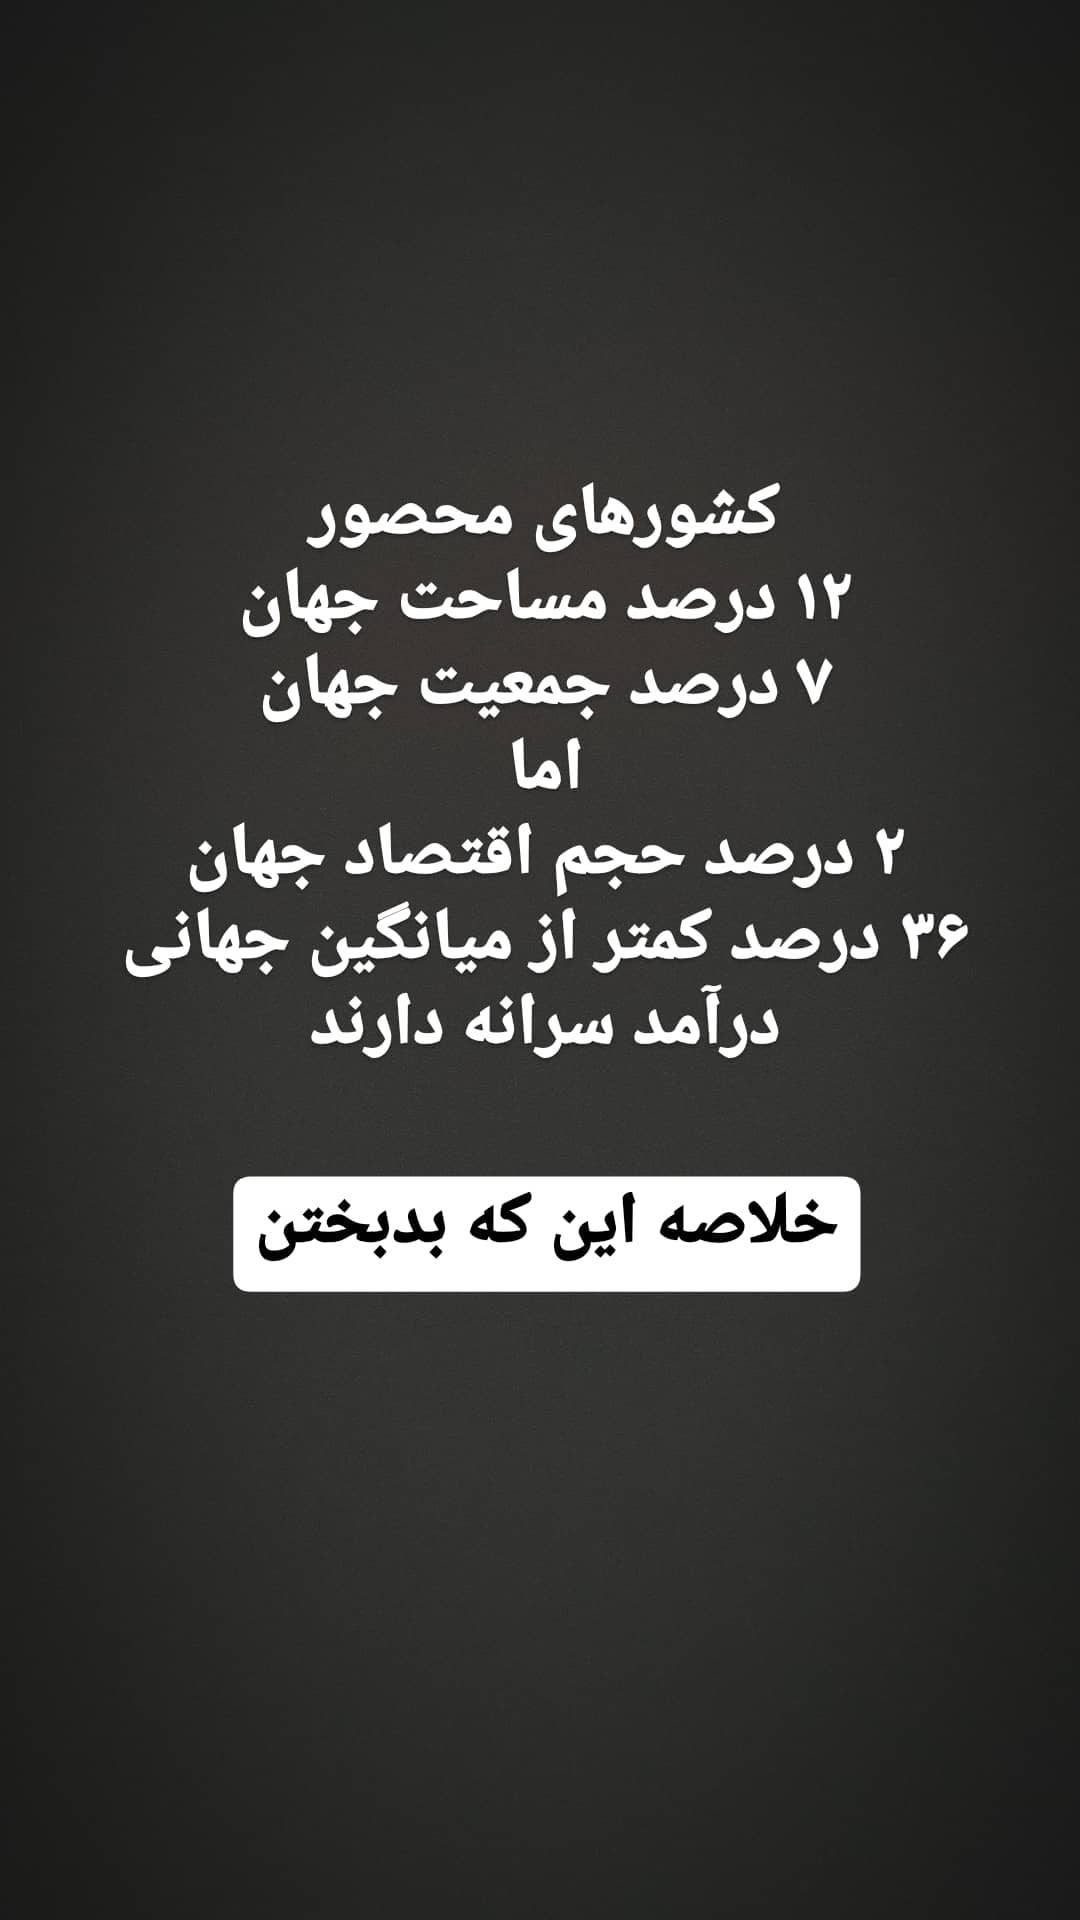 کشورهای محصور
۱۲ درصد مساحت جهان
۷ درصد جمعیت جهان
اما
۲ درصد حجم اقتصاد جهان
۳۶ درصد کمتر از میانگین جهانی
درآمد سرانه دارند
خلاصه این که بدبختن